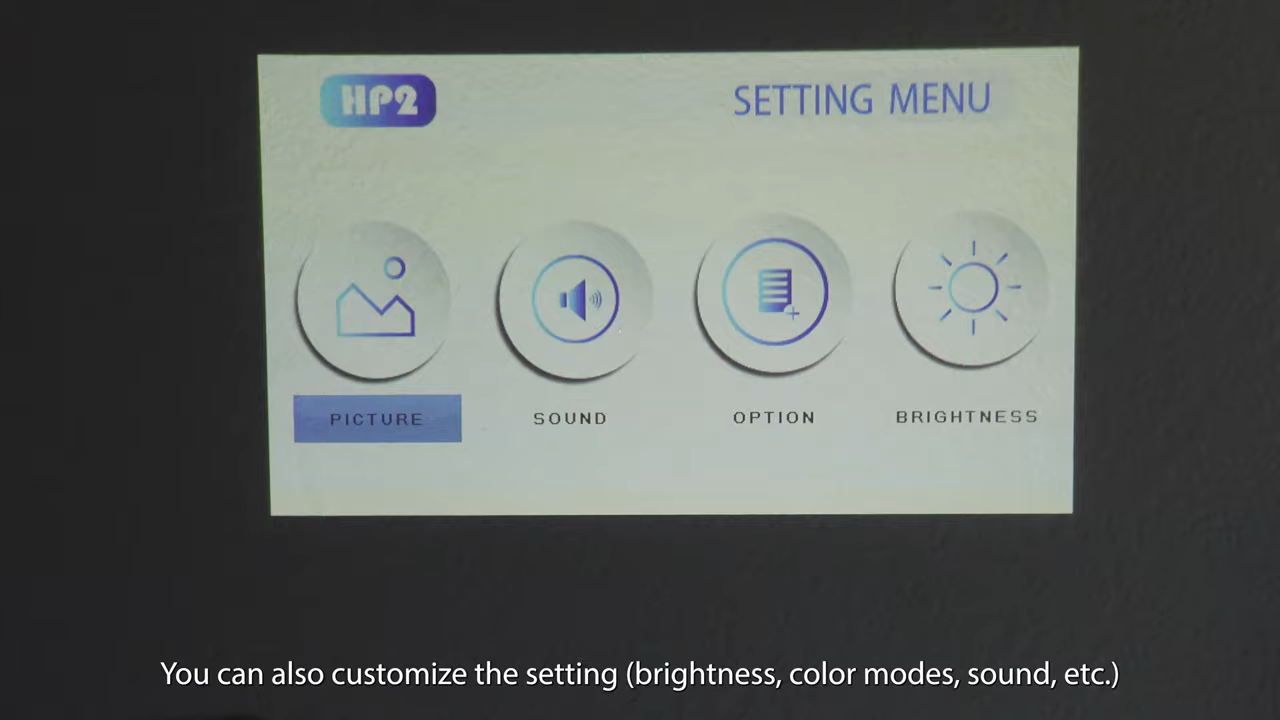 HP2
SETTING MENU
PICTURE
SOUND
OPTION
BRIGHTNESS
You can also customize the setting (brightness, color modes, sound, etc.)